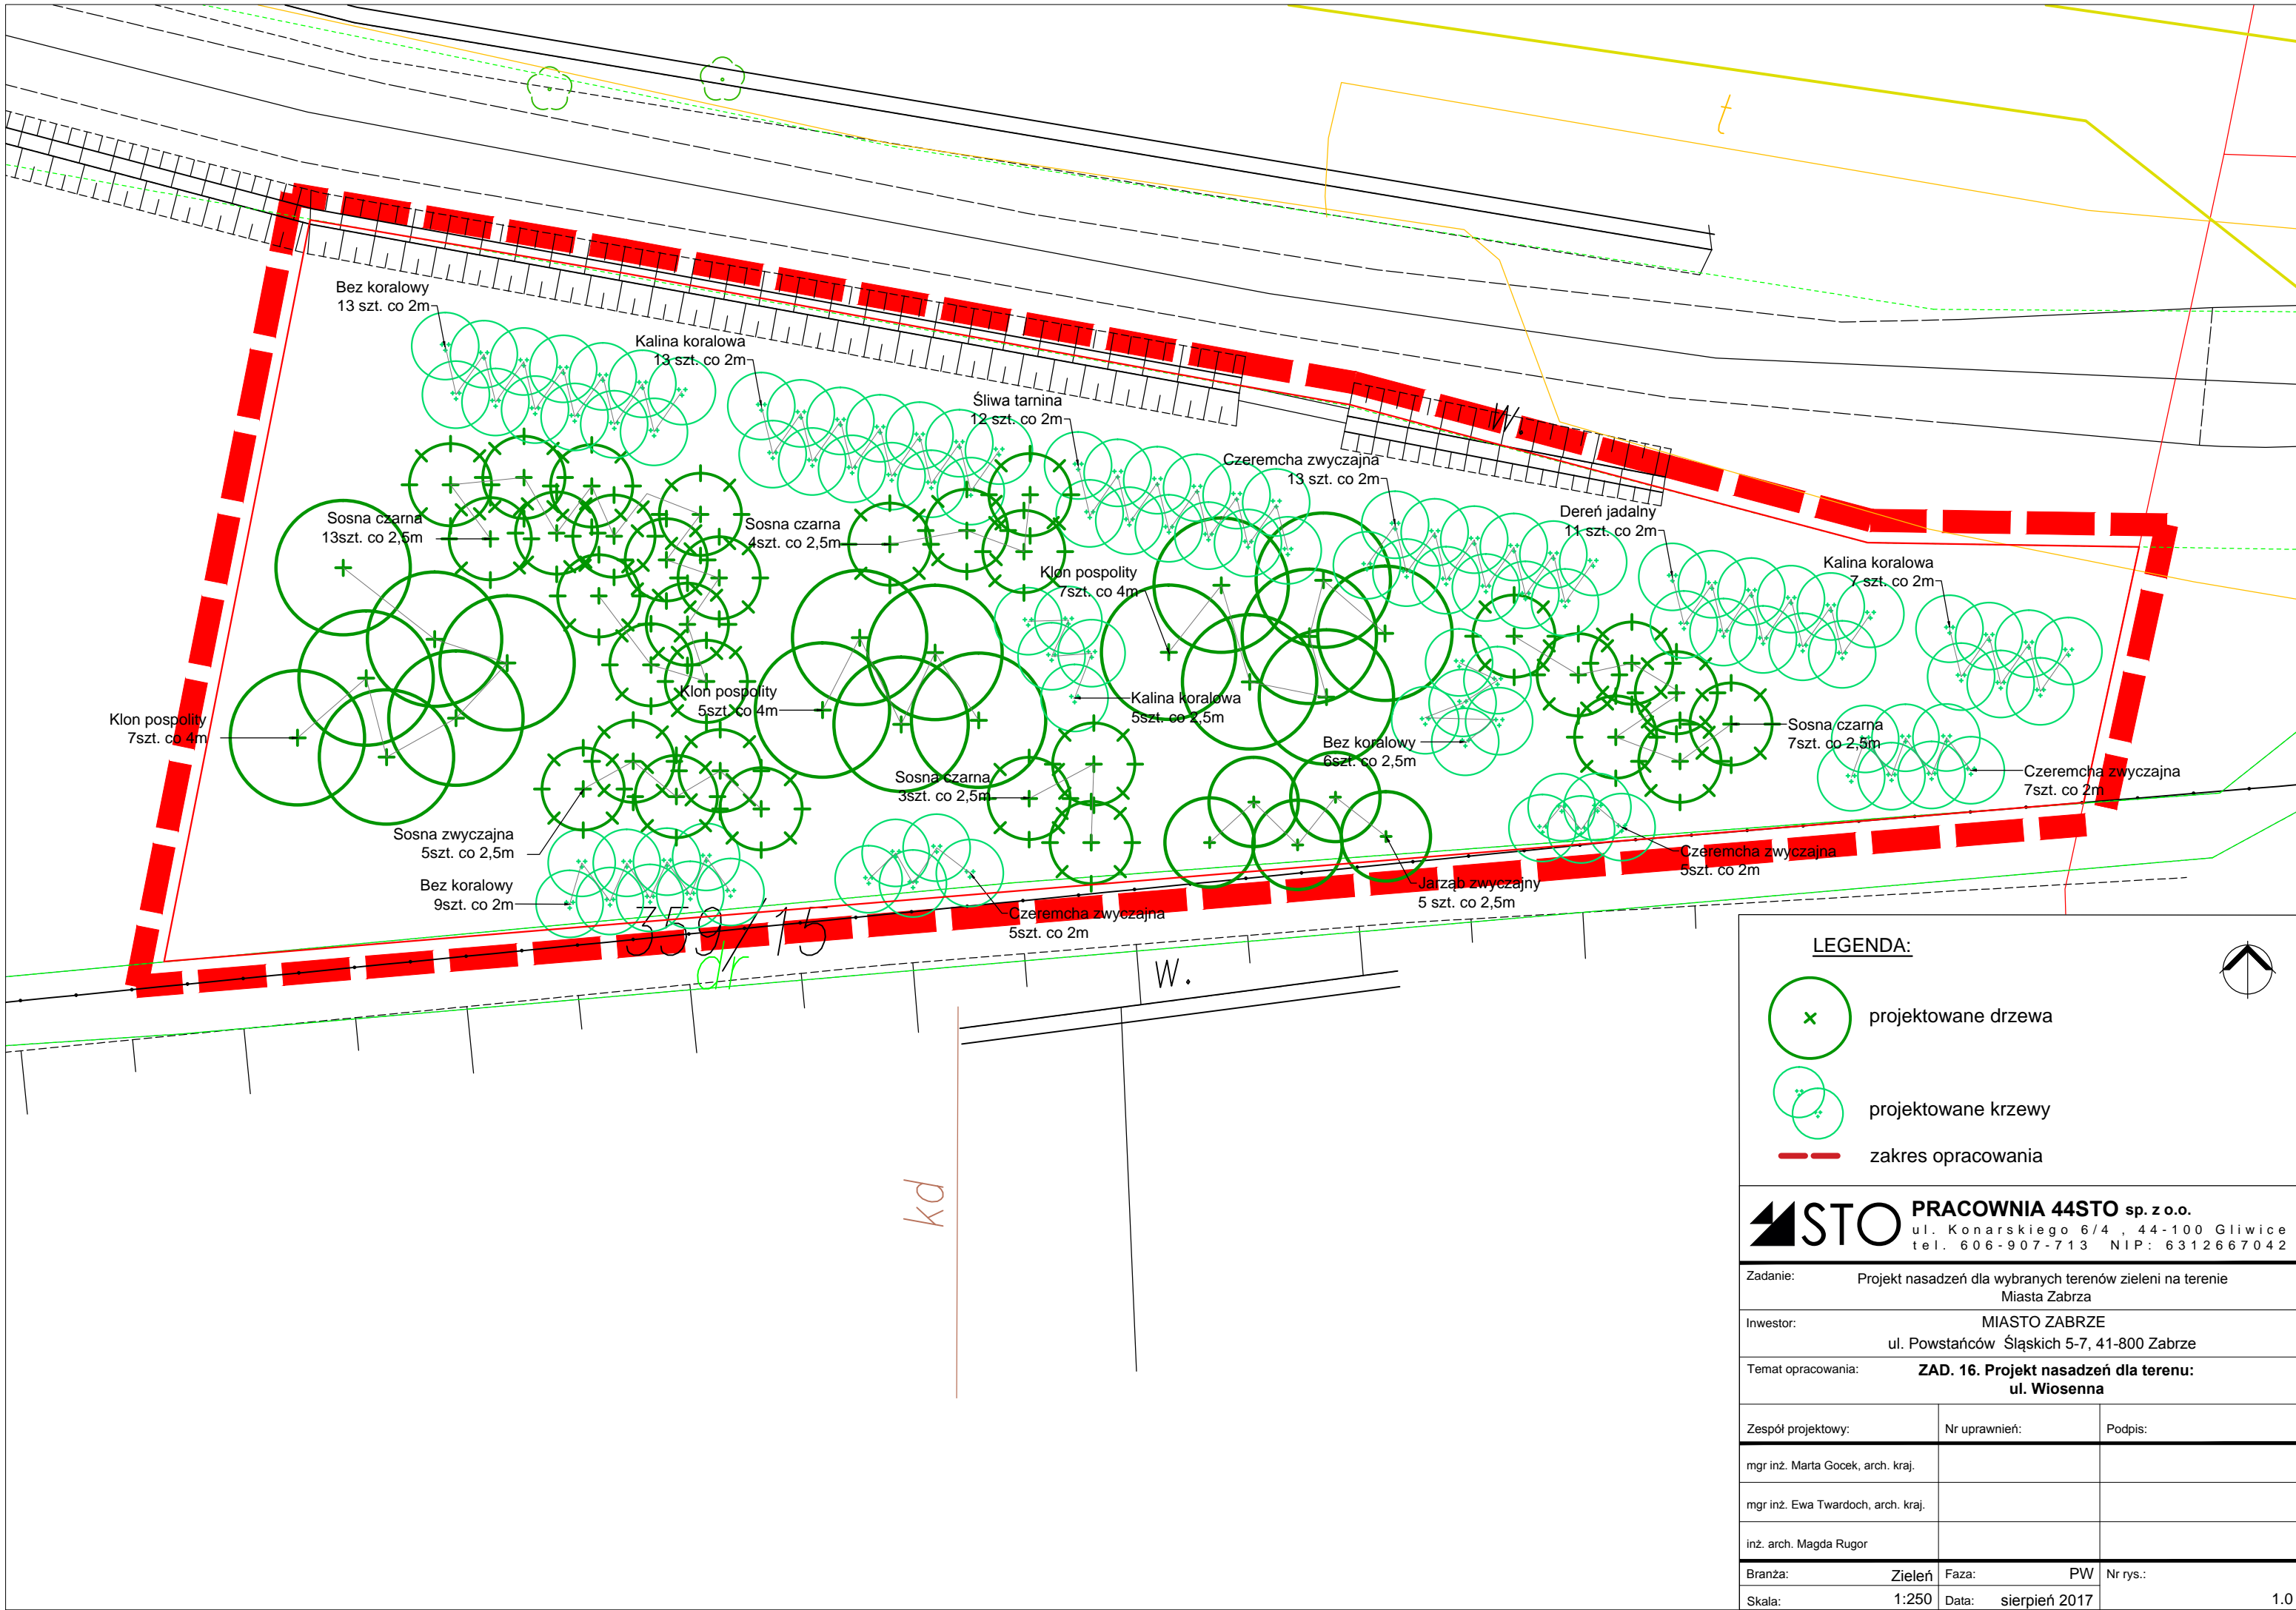 t
Bez koralowy
13 szt. co 2m
Kalina koralowa
13 szt. co 2m
Śliwa tarnina
12 szt. co 2m
W.
Czeremcha zwyczajna
13 szt. co 2m
Dereń jadalny
11 szt. co 2m
Kalina koralowa
7 szt. co 2m
Sosna czarna
13szt. co 2,5m
Sosna czarna
4szt. co 2,5m
Klon pospolity
7szt. co 4m
Klon pospolity
7szt. co 4m
Klon pospolity
5szt. co 4m
Kalina koralowa
5szt. co 2,5m
Bez koralowy
6szt. co 2,5m
Sosna czarna
7szt. co 2,5m
Czeremcha zwyczajna
7szt. co 2m
Sosna czarna
3szt. co 2,5m
Sosna zwyczajna
5szt. co 2,5m
Bez koralowy
9szt. co 2m
Czeremcha zwyczajna
5szt. co 2m
Jarząb zwyczajny
5 szt. co 2,5m
Czeremcha zwyczajna
5szt. co 2m
359/15
dr
W.
kd
LEGENDA:
projektowane drzewa
projektowane krzewy
zakres opracowania
STO
PRACOWNIA 44STO sp. z o.o.
ul. Konarskiego 6/4 , 44-100 Gliwice
tel. 606-907-713 NIP: 6312667042
Zadanie: Projekt nasadzeń dla wybranych terenów zieleni na terenie
Miasta Zabrza
Inwestor: MIASTO ZABRZE
ul. Powstańców Śląskich 5-7, 41-800 Zabrze
Temat opracowania: ZAD. 16. Projekt nasadzeń dla terenu:
ul. Wiosenna
Zespół projektowy: Nr uprawnień: Podpis:
mgr inż. Marta Gocek, arch. kraj.
mgr inż. Ewa Twardoch, arch. kraj.
inż. arch. Magda Rugor
Branża: Zieleń Faza: PW Nr rys.:
Skala: 1:250 Data: sierpień 2017 1.0